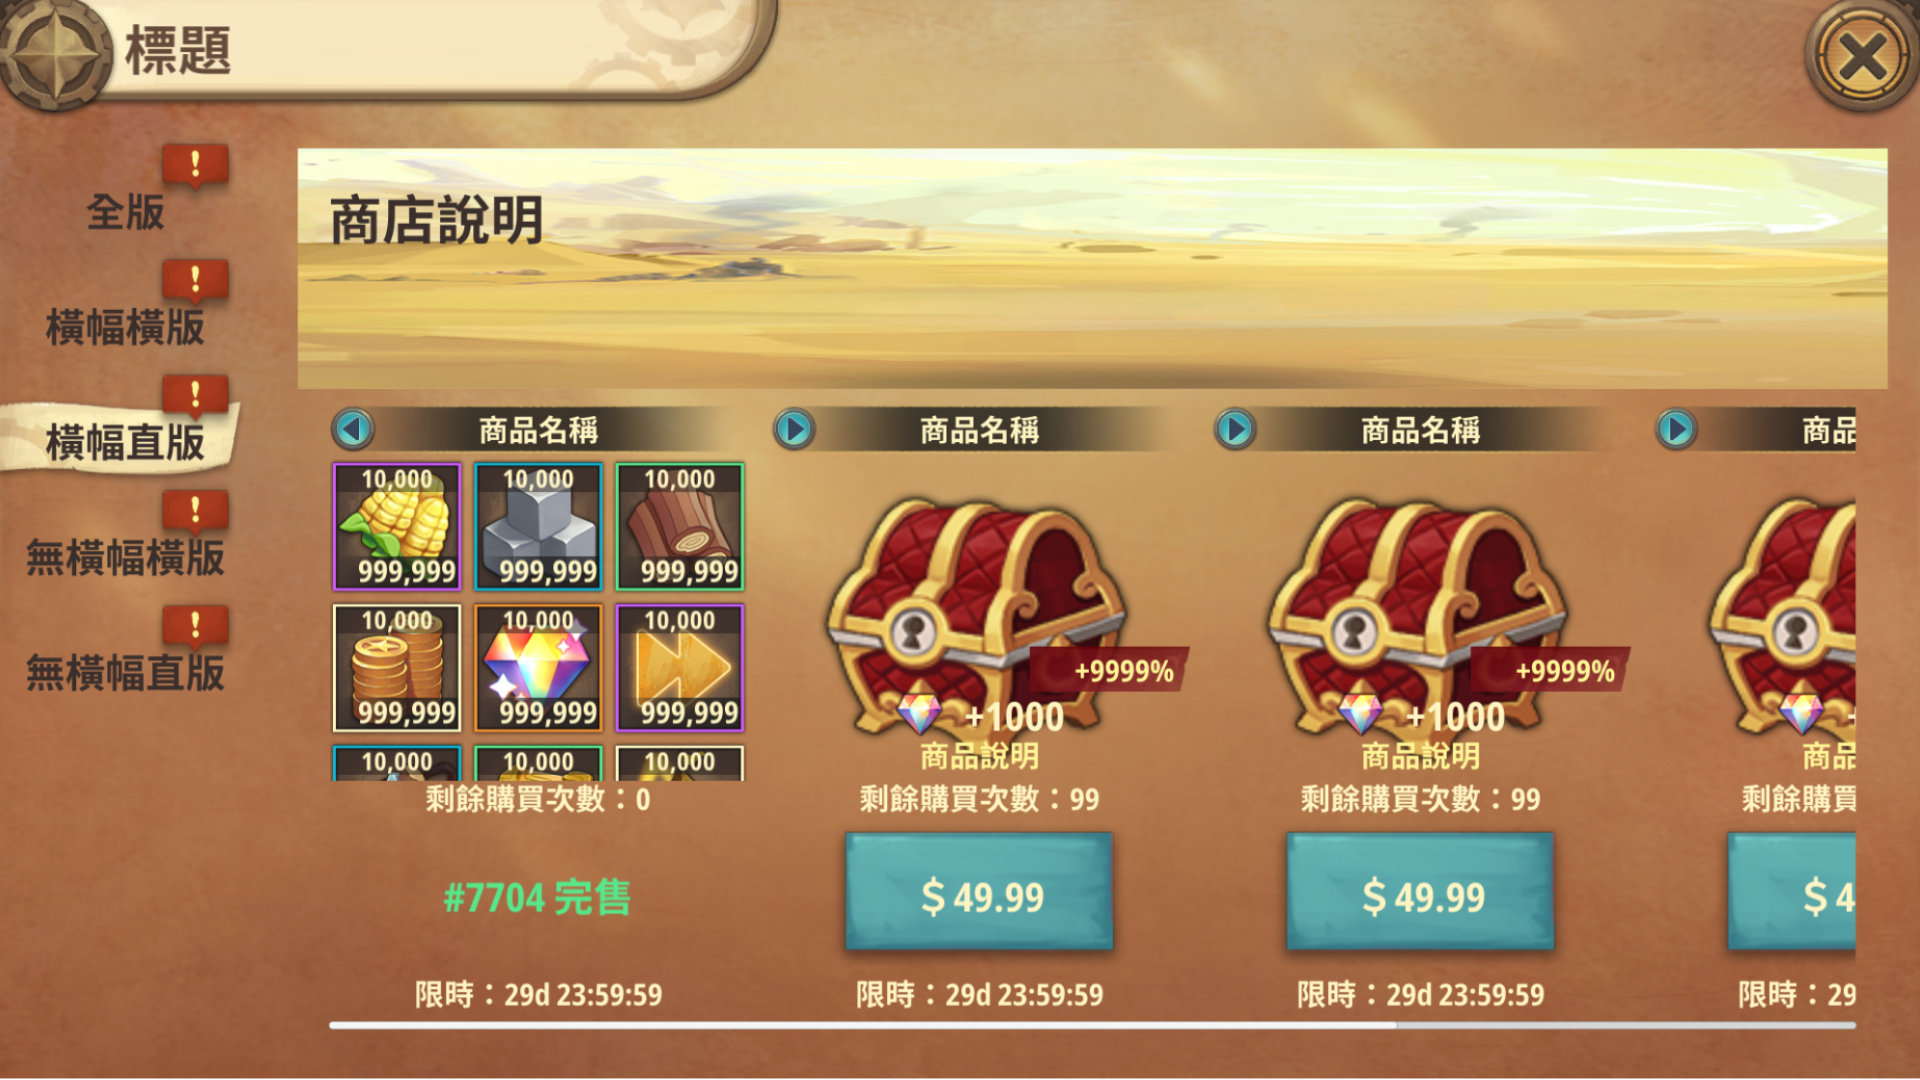 標題
!
全版
!
橫幅橫版
!
橫幅直版
!
無橫幅橫版
!
無橫幅直版
商店說明
商品名稱
10,000
999,999
10,000
999,999
10,000
999,999
10,000
999,999
10,000
999,999
10,000
999,999
10,000
10,000
10,000
剩餘購買次數：0
#7704 完售
限時：29d 23:59:59
商品名稱
+9999%
+1000
商品說明
剩餘購買次數：99
$ 49.99
限時：29d 23:59:59
商品名稱
+9999%
+1000
商品說明
剩餘購買次數：99
$ 49.99
限時：29d 23:59:59
商品
商品
剩餘購買
$ 4
限時：29